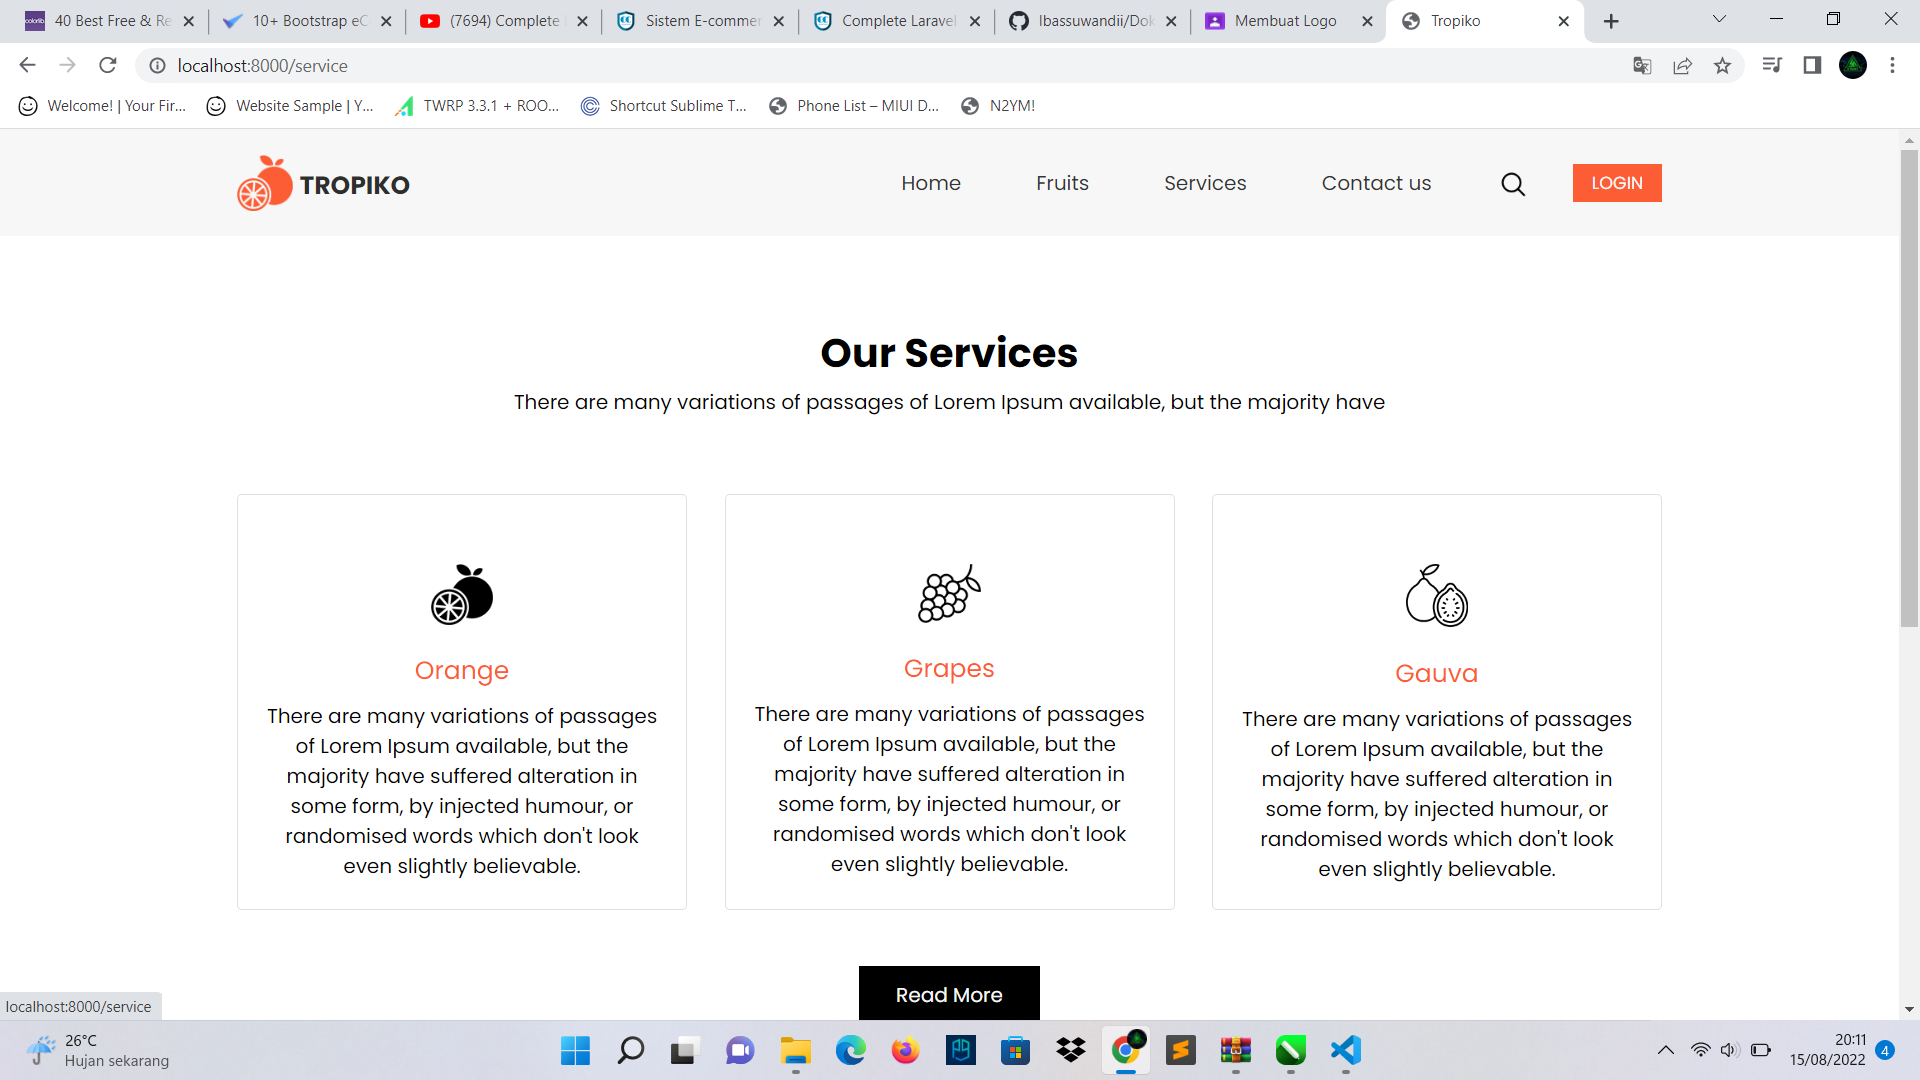 40 Best Free & Re
10+ Bootstrap eC
(7694) Complete
Sistem E-commer
Complete Laravel
Ibassuwandii/Dok
Membuat Logo
Tropiko
localhost:8000/service
Welcome! | Your Fir...
Website Sample | Y...
TWRP 3.3.1 + ROO...
Shortcut Sublime T...
Phone List – MIUI D...
N2YM!
TROPIKO
Home
Fruits
Services
Contact us
LOGIN
Our Services
There are many variations of passages of Lorem Ipsum available, but the majority have
Orange
There are many variations of passages
of Lorem Ipsum available, but the
majority have suffered alteration in
some form, by injected humour, or
randomised words which don't look
even slightly believable.
Grapes
There are many variations of passages
of Lorem Ipsum available, but the
majority have suffered alteration in
some form, by injected humour, or
randomised words which don't look
even slightly believable.
Gauva
There are many variations of passages
of Lorem Ipsum available, but the
majority have suffered alteration in
some form, by injected humour, or
randomised words which don't look
even slightly believable.
Read More
localhost:8000/service
26°C
Hujan sekarang
20:11
15/08/2022
4